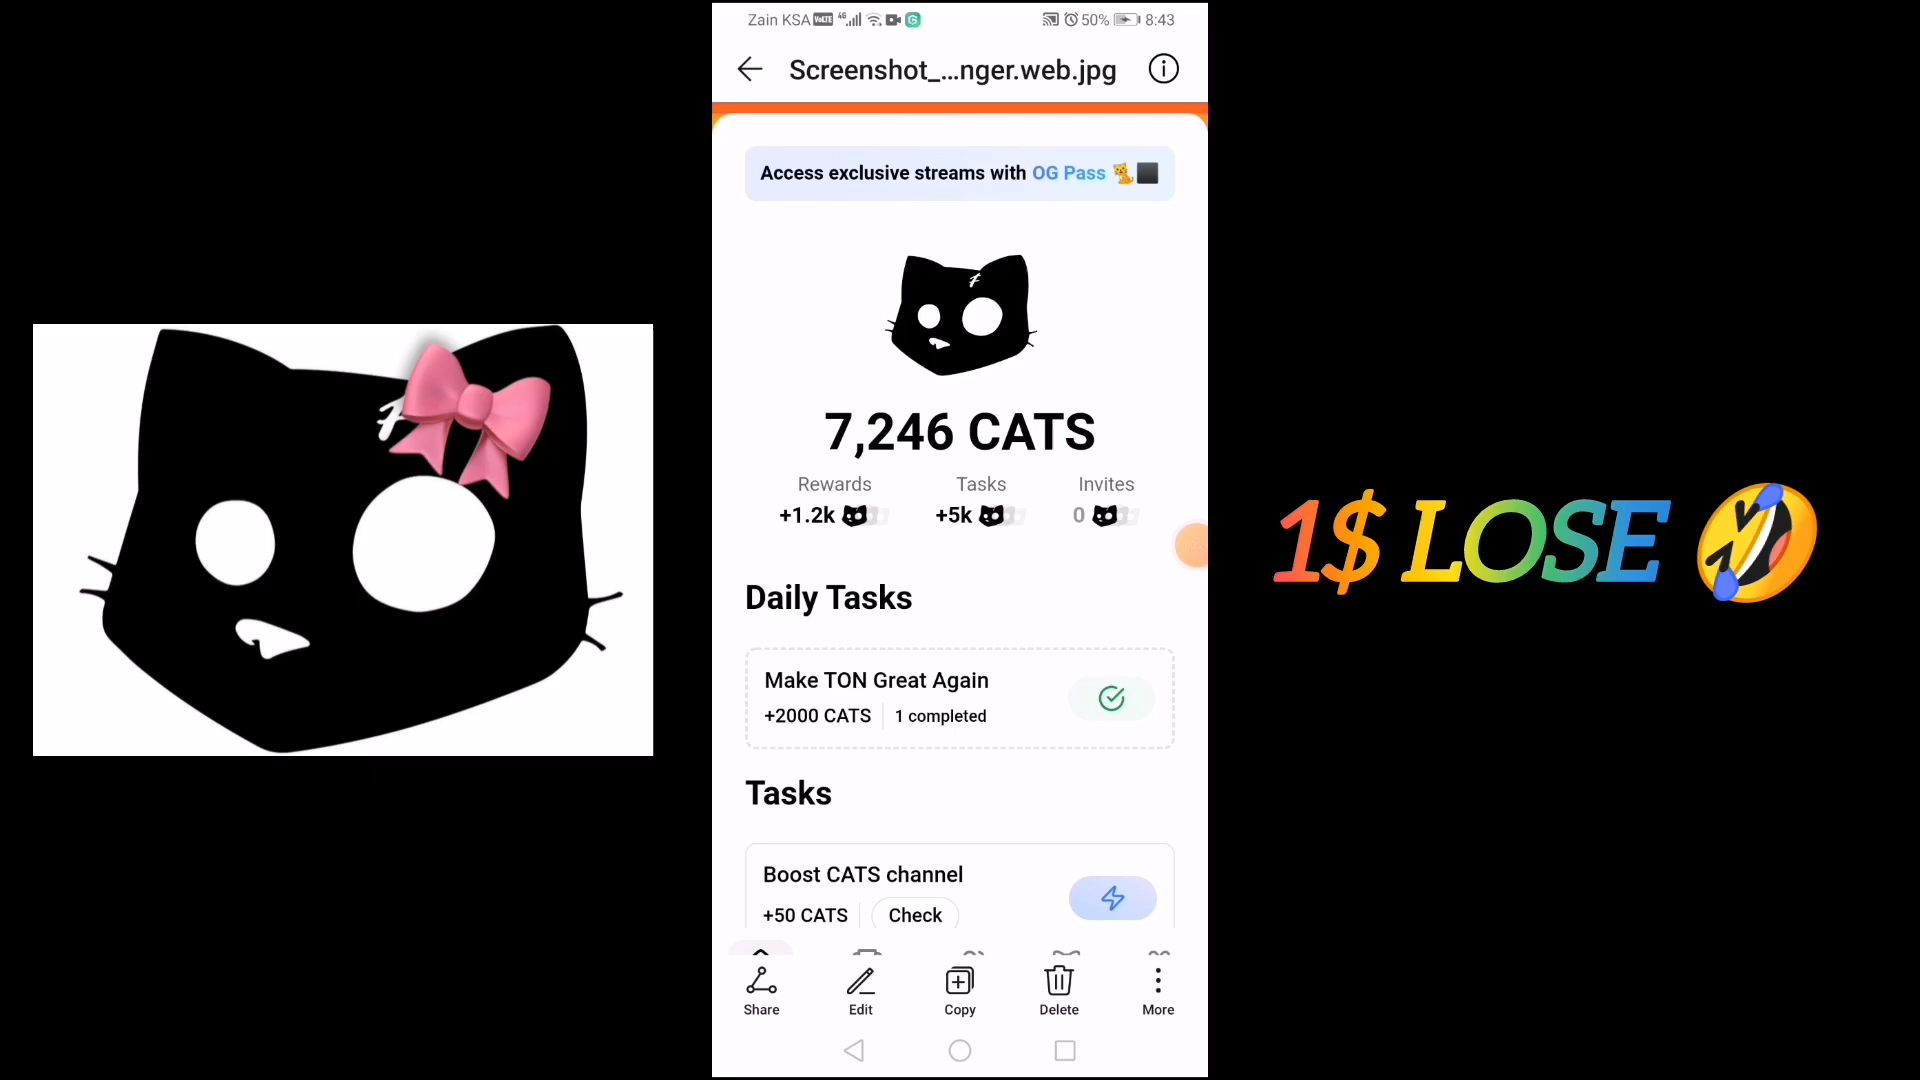 Zain KSA VoLTE 4G 50% 8:43
Screenshot_...nger.web.jpg
Access exclusive streams with OG Pass
7,246 CATS
Rewards Tasks Invites
+1.2k +5k 0
Daily Tasks
Make TON Great Again
+2000 CATS 1 completed
Tasks
Boost CATS channel
+50 CATS Check
Share Edit Copy Delete More
1$ LOSE